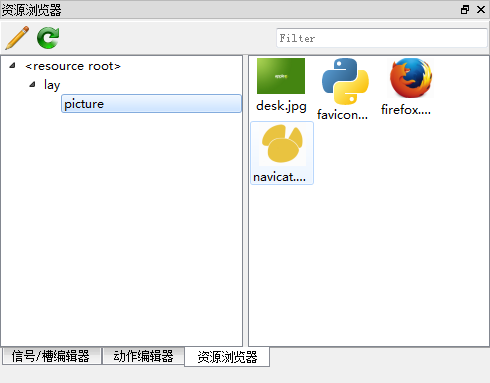 资源浏览器
Filter
<resource root>
lay
picture
desk.jpg
favicon...
firefox....
navicat....
信号/槽编辑器 动作编辑器 资源浏览器